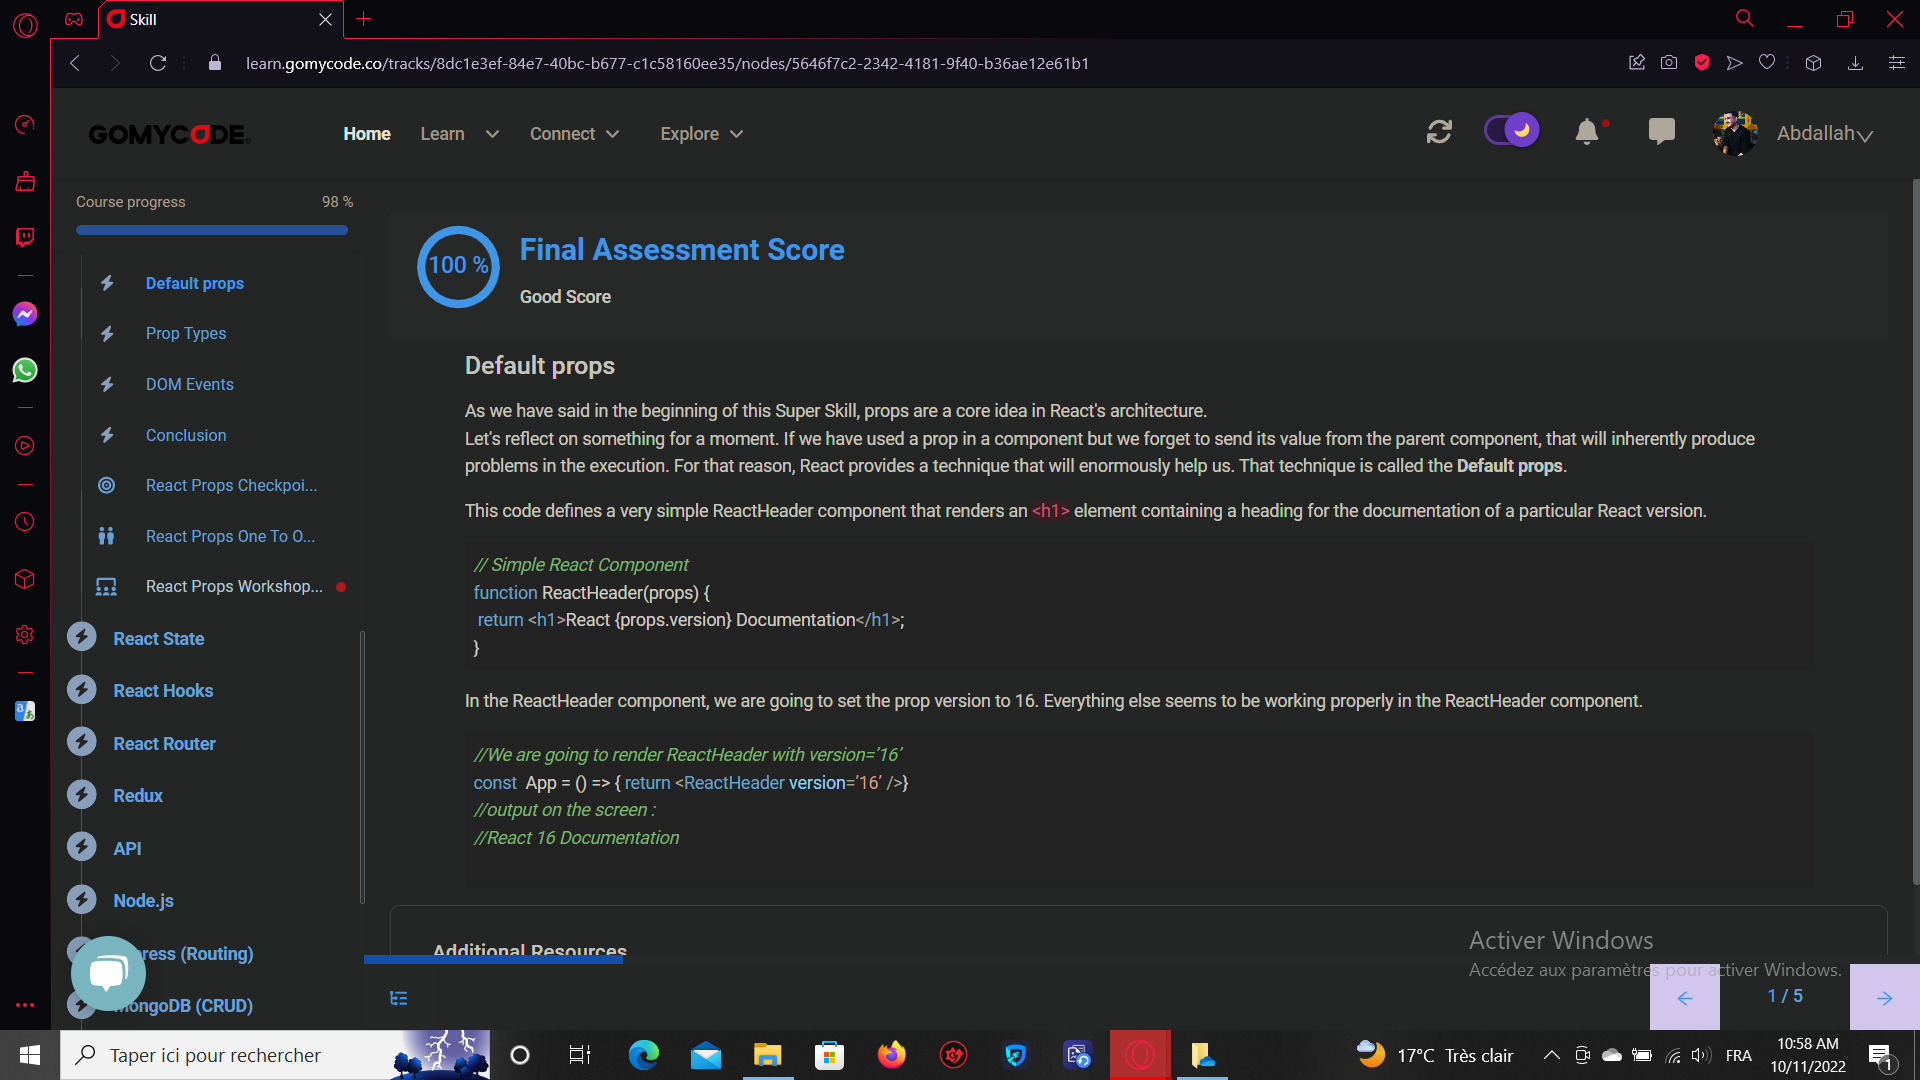 Skill
learn.gomycode.co/tracks/8dc1e3ef-84e7-40bc-b677-c1c58160ee35/nodes/5646f7c2-2342-4181-9f40-b36ae12e61b1
GOMYCODE
Home
Learn
Connect
Explore
Abdallah
Course progress
98 %
Default props
Prop Types
DOM Events
Conclusion
React Props Checkpoi...
React Props One To O...
React Props Workshop...
React State
React Hooks
React Router
Redux
API
Node.js
ress (Routing)
ongoDB (CRUD)
100 %
Final Assessment Score
Good Score
Default props
As we have said in the beginning of this Super Skill, props are a core idea in React's architecture.
Let's reflect on something for a moment. If we have used a prop in a component but we forget to send its value from the parent component, that will inherently produce
problems in the execution. For that reason, React provides a technique that will enormously help us. That technique is called the Default props.
This code defines a very simple ReactHeader component that renders an <h1> element containing a heading for the documentation of a particular React version.
// Simple React Component
function ReactHeader(props) {
return <h1>React {props.version} Documentation</h1>;
}
In the ReactHeader component, we are going to set the prop version to 16. Everything else seems to be working properly in the ReactHeader component.
//We are going to render ReactHeader with version=’16’
const App = () => { return <ReactHeader version=’16’ />}
//output on the screen :
//React 16 Documentation
Additional Resources
Activer Windows
Accédez aux paramètres pour activer Windows.
1 / 5
Taper ici pour rechercher
17°C Très clair
FRA
10:58 AM
10/11/2022
1